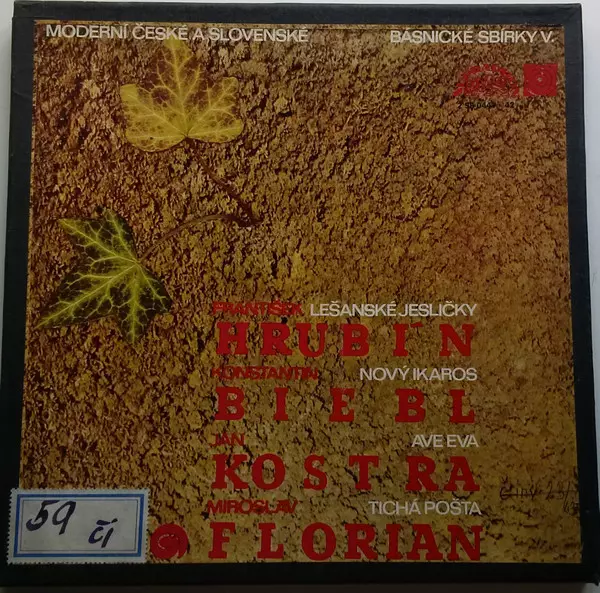 MODERNÍ ČESKÉ A SLOVENSKÉ BÁSNICKÉ SBÍRKY V.
FRANTIŠEK LEŠANSKÉ JESLIČKY
HRUBÍN
KONSTANTIN NOVÝ IKAROS
BIEBL
JÁN AVE EVA
KOSTRA
MIROSLAV TICHÁ POŠTA
FLORIAN
59 čl